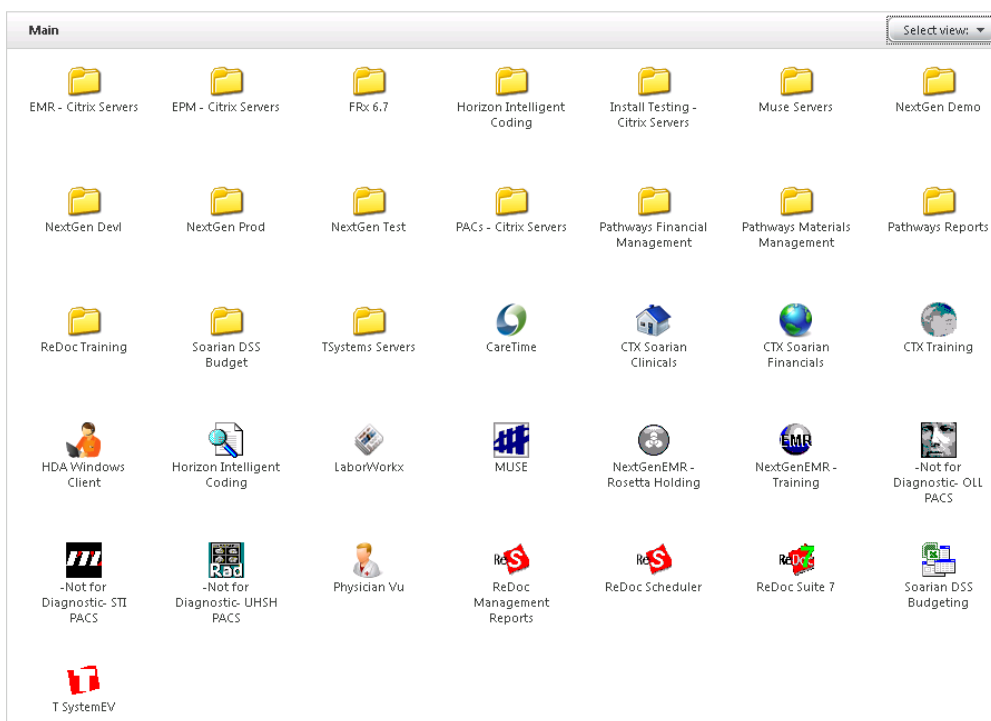 Main
Select view:
EMR - Citrix Servers
EPM - Citrix Servers
FRx 6.7
Horizon Intelligent
Coding
Install Testing -
Citrix Servers
Muse Servers
NextGen Demo
NextGen Devl
NextGen Prod
NextGen Test
PACs - Citrix Servers
Pathways Financial
Management
Pathways Materials
Management
Pathways Reports
ReDoc Training
Soarian DSS
Budget
TSystems Servers
CareTime
CTX Soarian
Clinicals
CTX Soarian
Financials
CTX Training
HDA Windows
Client
Horizon Intelligent
Coding
LaborWorkx
MUSE
NextGenEMR -
Rosetta Holding
EMR
NextGenEMR -
Training
-Not for
Diagnostic- OLL
PACS
-Not for
Diagnostic- STI
PACS
Rad
-Not for
Diagnostic- UHSH
PACS
Physician Vu
ReS
ReDoc
Management
Reports
ReS
ReDoc Scheduler
ReDoc7
ReDoc Suite 7
Soarian DSS
Budgeting
T
T SystemEV